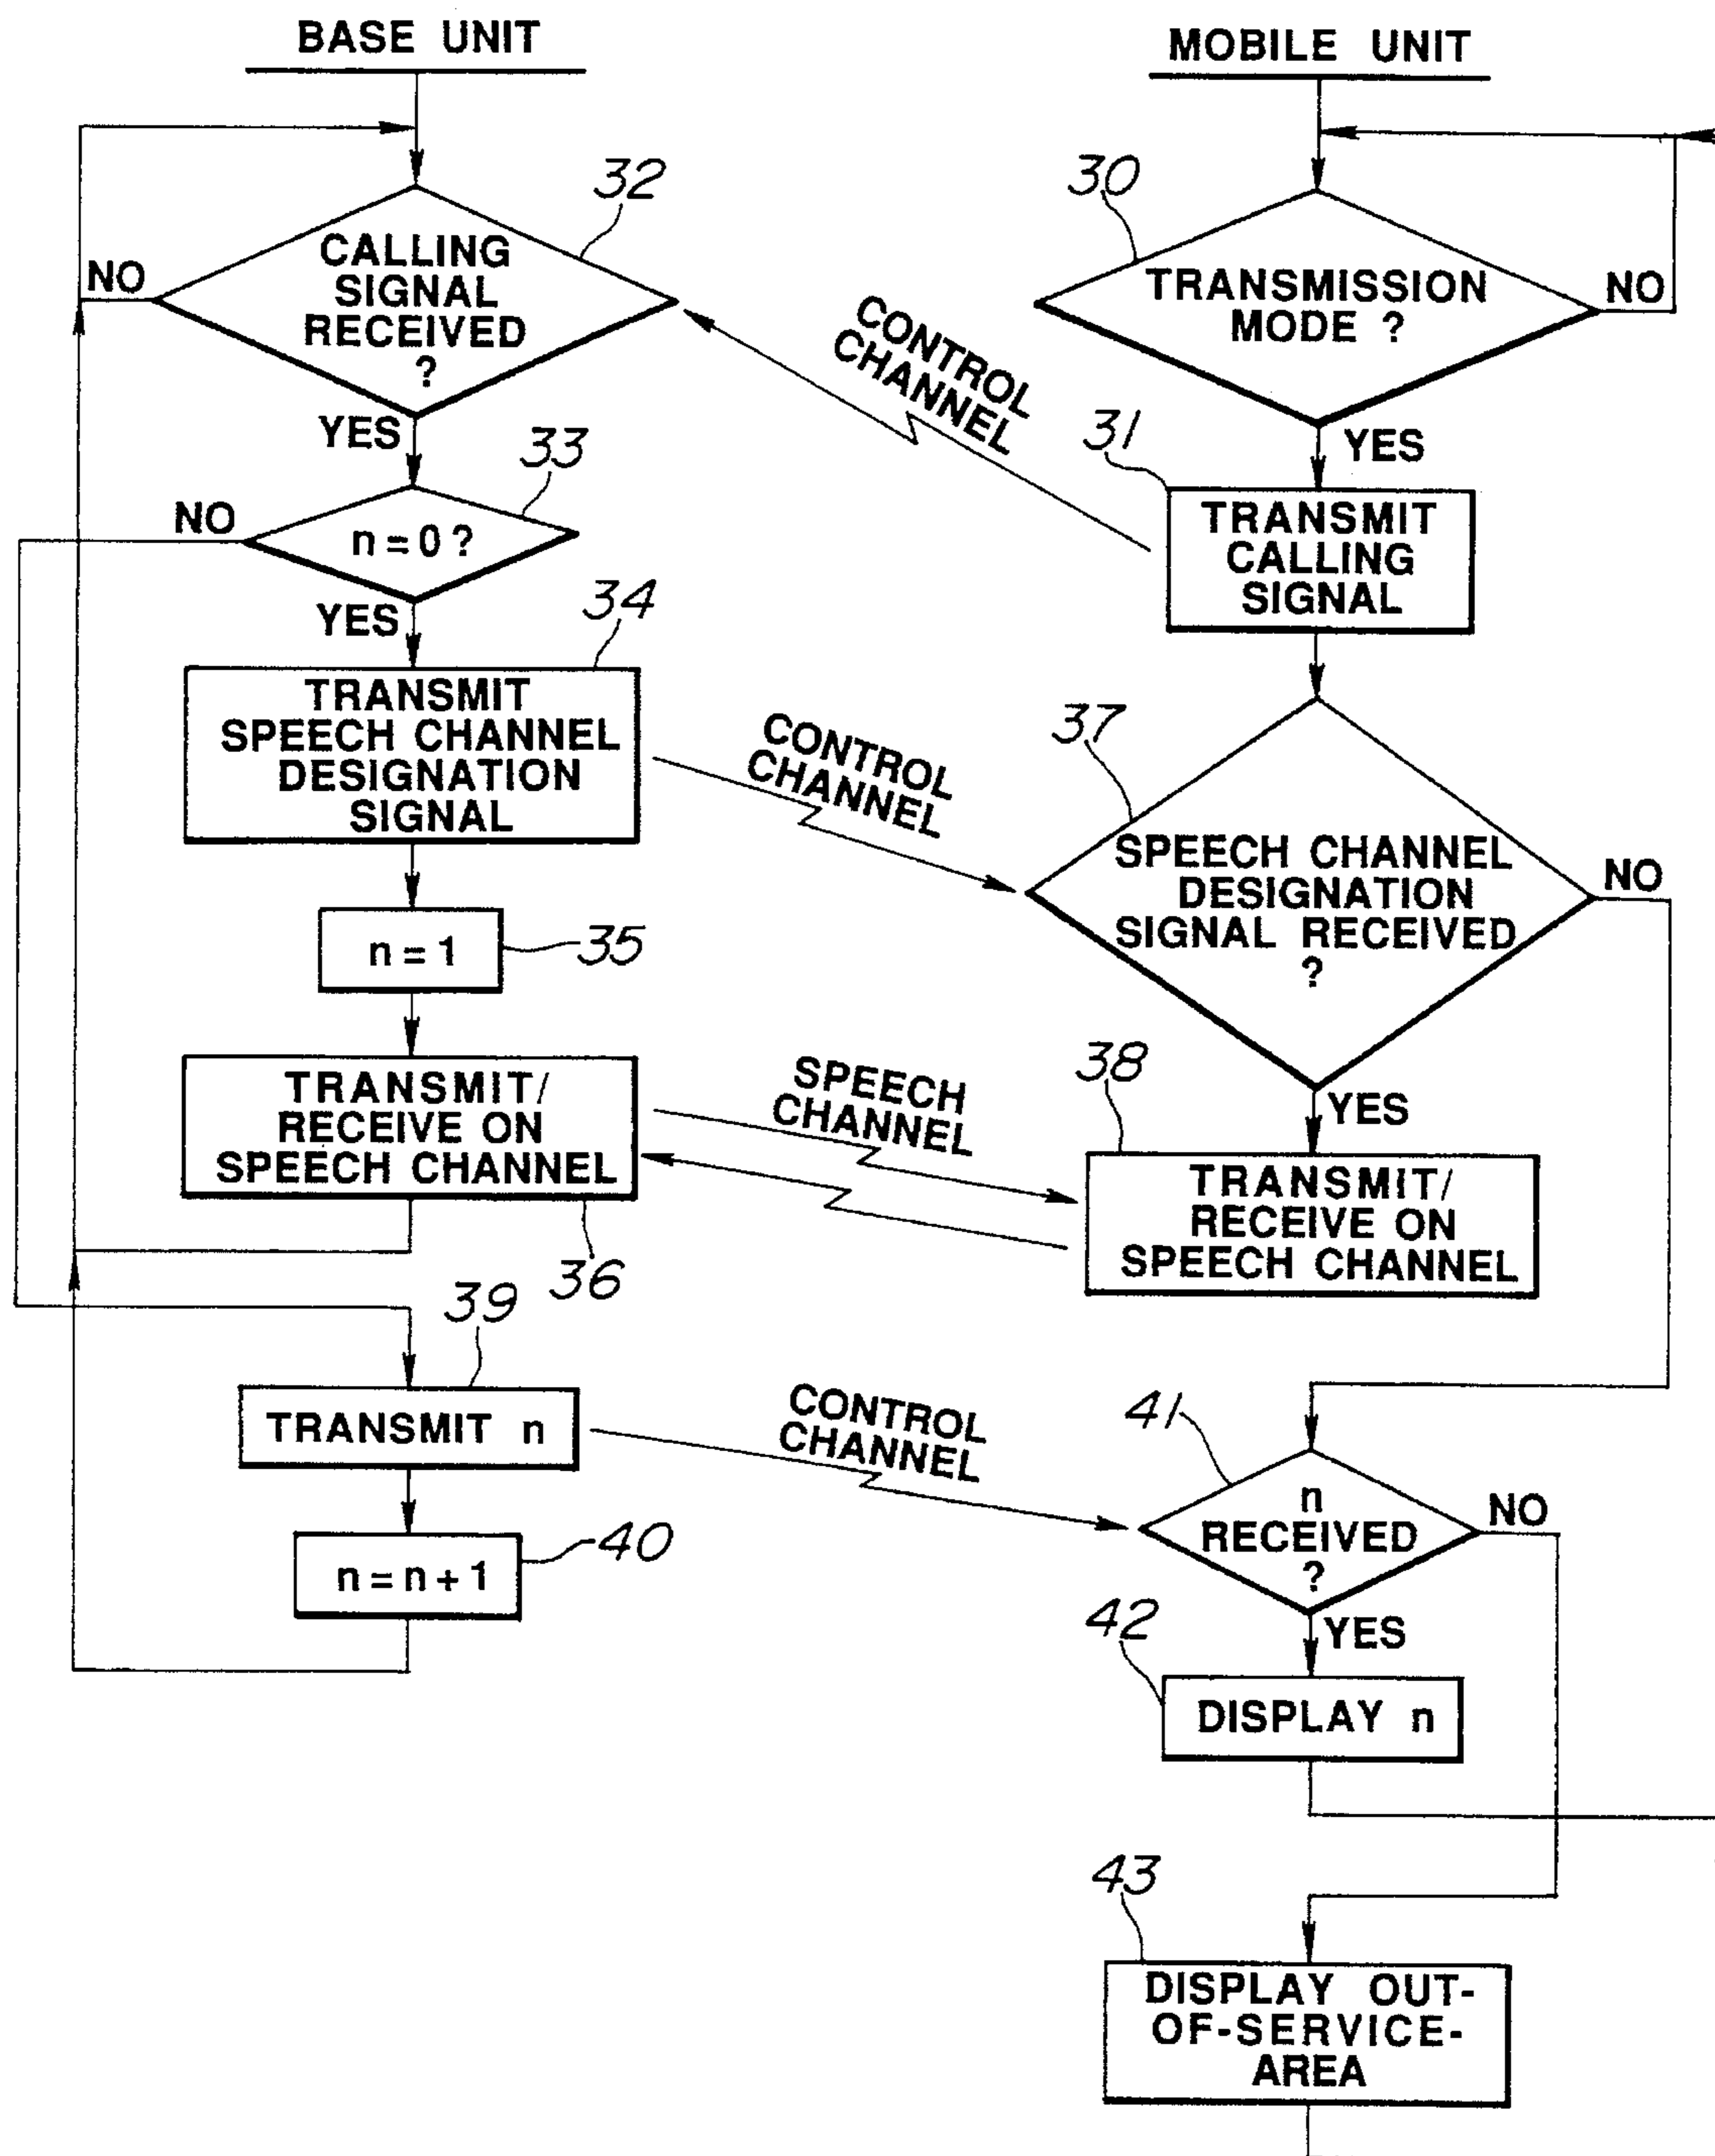 BASE UNIT
32
CALLING
SIGNAL
RECEIVED
?
NO
YES
33
n=0?
NO
YES
34
TRANSMIT
SPEECH CHANNEL
DESIGNATION
SIGNAL
n=1
35
TRANSMIT/
RECEIVE ON
SPEECH CHANNEL
36
39
TRANSMIT n
n=n+1
40
CONTROL
CHANNEL
CONTROL
CHANNEL
SPEECH
CHANNEL
CONTROL
CHANNEL
MOBILE UNIT
30
TRANSMISSION
MODE ?
NO
YES
31
TRANSMIT
CALLING
SIGNAL
37
SPEECH CHANNEL
DESIGNATION
SIGNAL RECEIVED
?
NO
YES
38
TRANSMIT/
RECEIVE ON
SPEECH CHANNEL
41
n
RECEIVED
?
NO
YES
42
DISPLAY n
43
DISPLAY OUT-
OF-SERVICE-
AREA